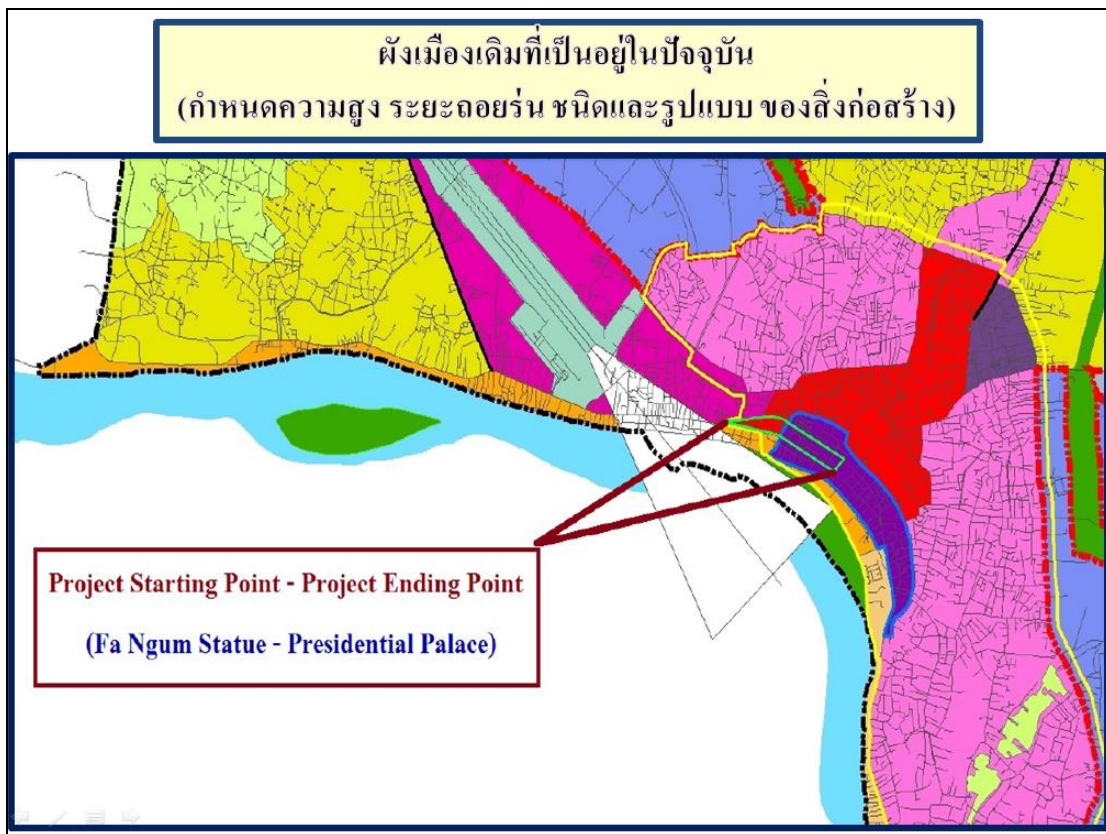 ผังเมืองเดิมที่เป็นอยู่ในปัจจุบัน
(กำหนดความสูง ระยะถอยร่น ชนิดและรูปแบบ ของสิ่งก่อสร้าง)
Project Starting Point - Project Ending Point
(Fa Ngum Statue - Presidential Palace)